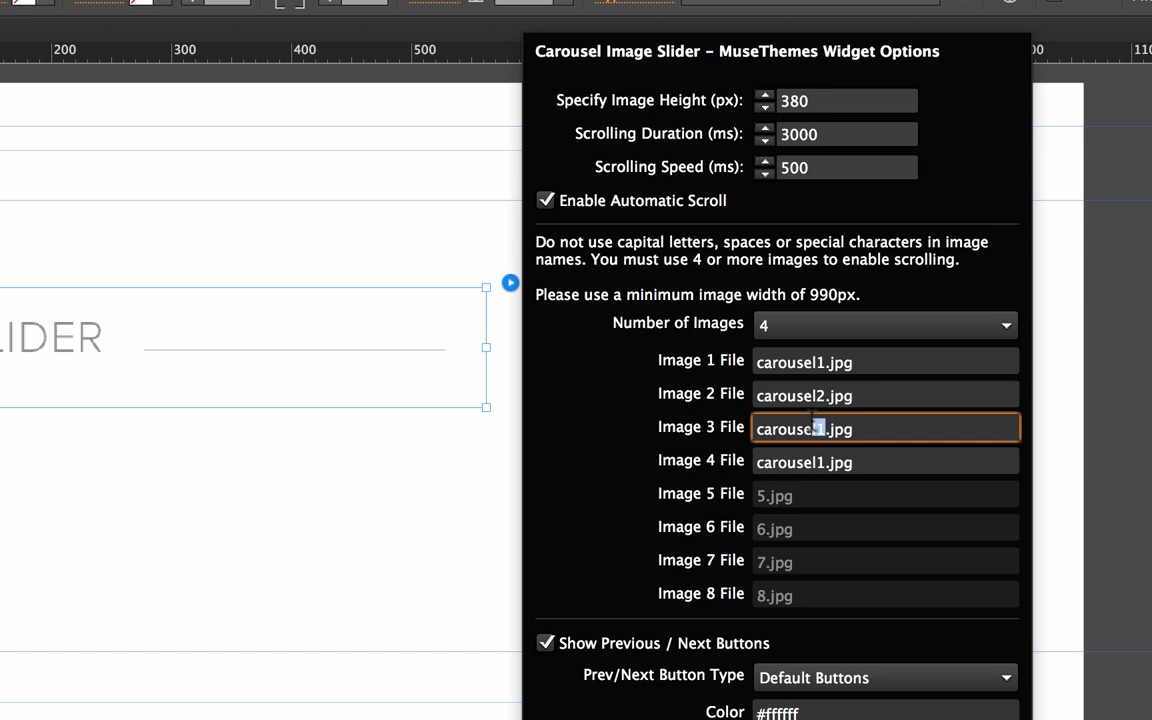 200
300
400
500
00
110
Carousel Image Slider – MuseThemes Widget Options
Specify Image Height (px): 380
Scrolling Duration (ms): 3000
Scrolling Speed (ms): 500
Enable Automatic Scroll
Do not use capital letters, spaces or special characters in image
names. You must use 4 or more images to enable scrolling.
Please use a minimum image width of 990px.
LIDER
Number of Images 4
Image 1 File carousel1.jpg
Image 2 File carousel2.jpg
Image 3 File carousel1.jpg
Image 4 File carousel1.jpg
Image 5 File 5.jpg
Image 6 File 6.jpg
Image 7 File 7.jpg
Image 8 File 8.jpg
Show Previous / Next Buttons
Prev/Next Button Type Default Buttons
Color #ffffff